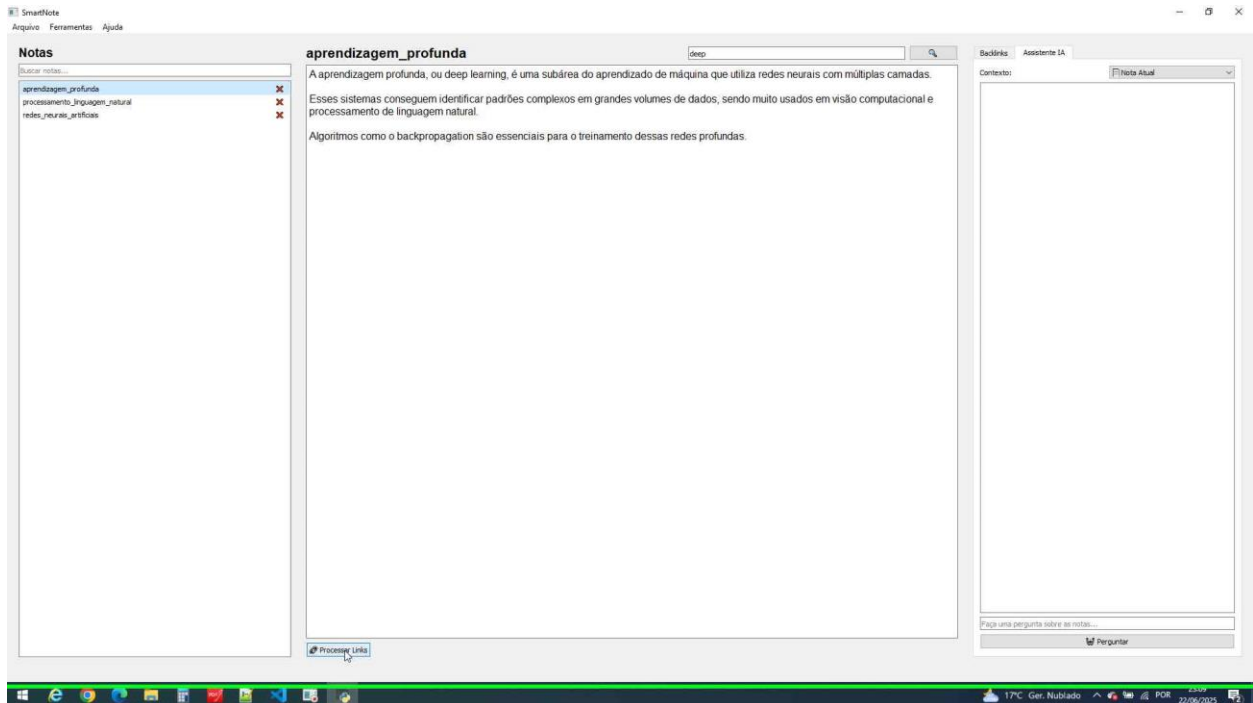 SmartNote
Arquivo Ferramentas Ajuda
Notas
Buscar notas...
aprendizagem_profunda
processamento_linguagem_natural
redes_neurais_artificiais
aprendizagem_profunda
deep
A aprendizagem profunda, ou deep learning, é uma subárea do aprendizado de máquina que utiliza redes neurais com múltiplas camadas.
Esses sistemas conseguem identificar padrões complexos em grandes volumes de dados, sendo muito usados em visão computacional e
processamento de linguagem natural.
Algoritmos como o backpropagation são essenciais para o treinamento dessas redes profundas.
Processar Links
Backlinks Assistente IA
Contexto: Nota Atual
Faça uma pergunta sobre as notas...
Perguntar
17°C Ger. Nublado POR 23:09
22/06/2025